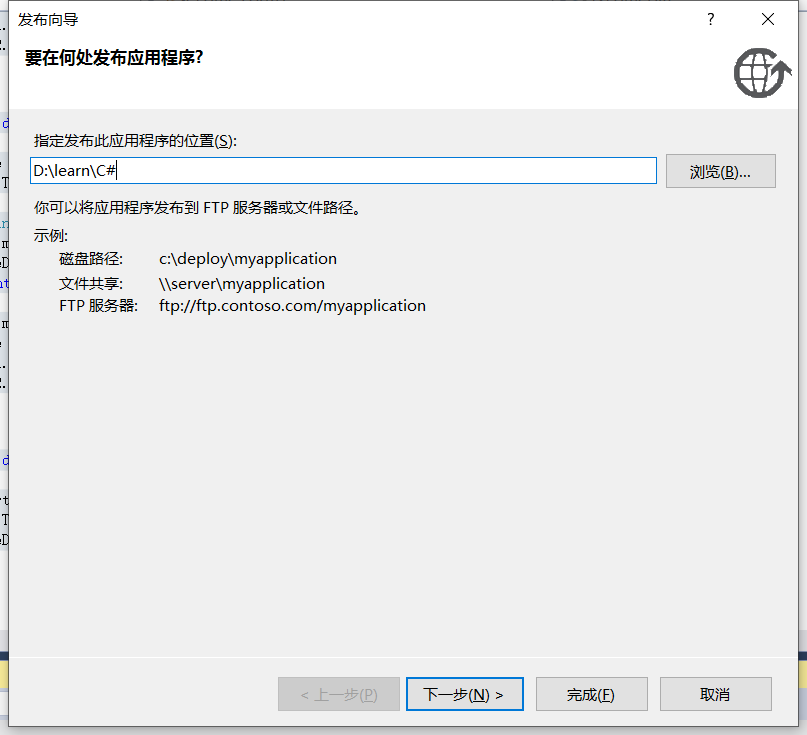 发布向导
?
要在何处发布应用程序?
指定发布此应用程序的位置(S):
D:\learn\C#
浏览(B)...
你可以将应用程序发布到 FTP 服务器或文件路径。
示例:
磁盘路径: c:\deploy\myapplication
文件共享: \\server\myapplication
FTP 服务器: ftp://ftp.contoso.com/myapplication
< 上一步(P) 下一步(N) > 完成(F) 取消